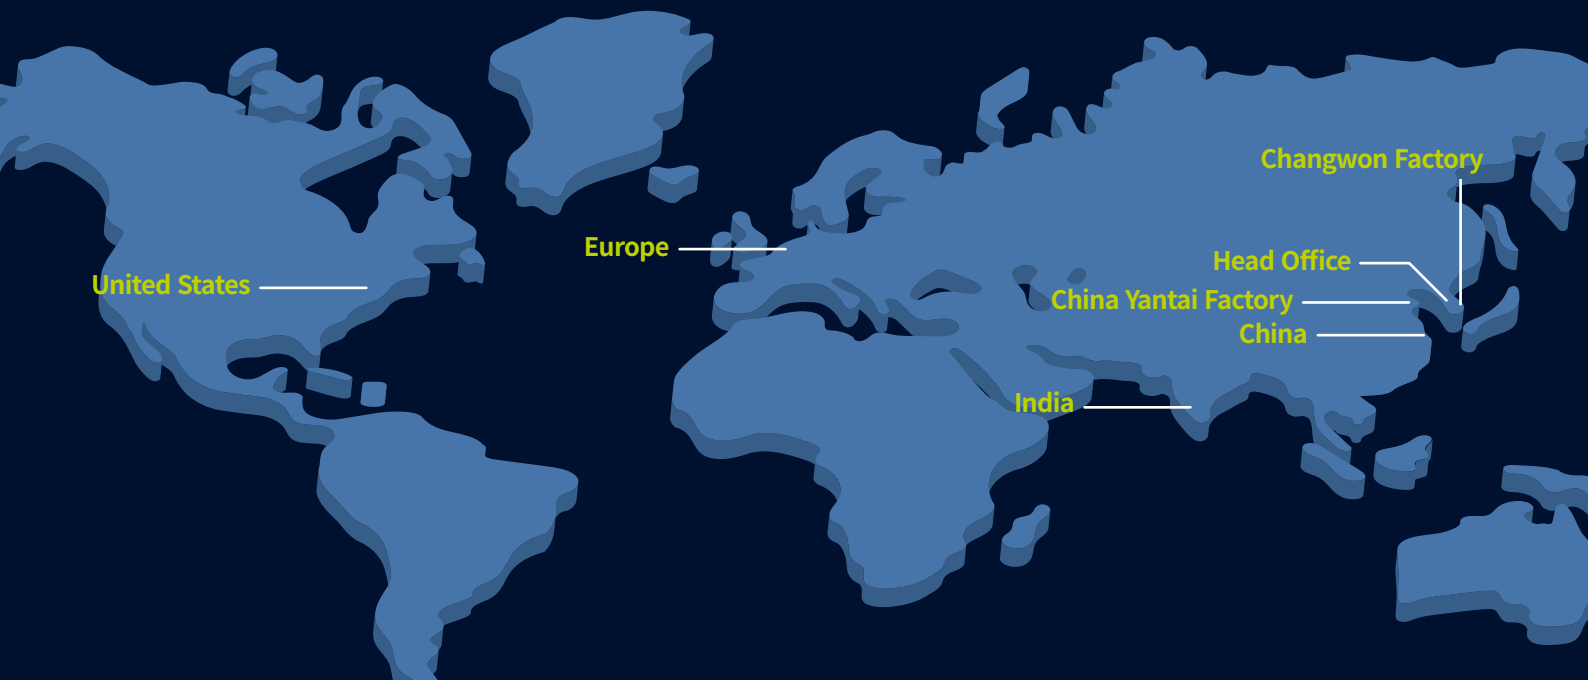 Changwon Factory
Europe
Head Office
United States
China Yantai Factory
China
India